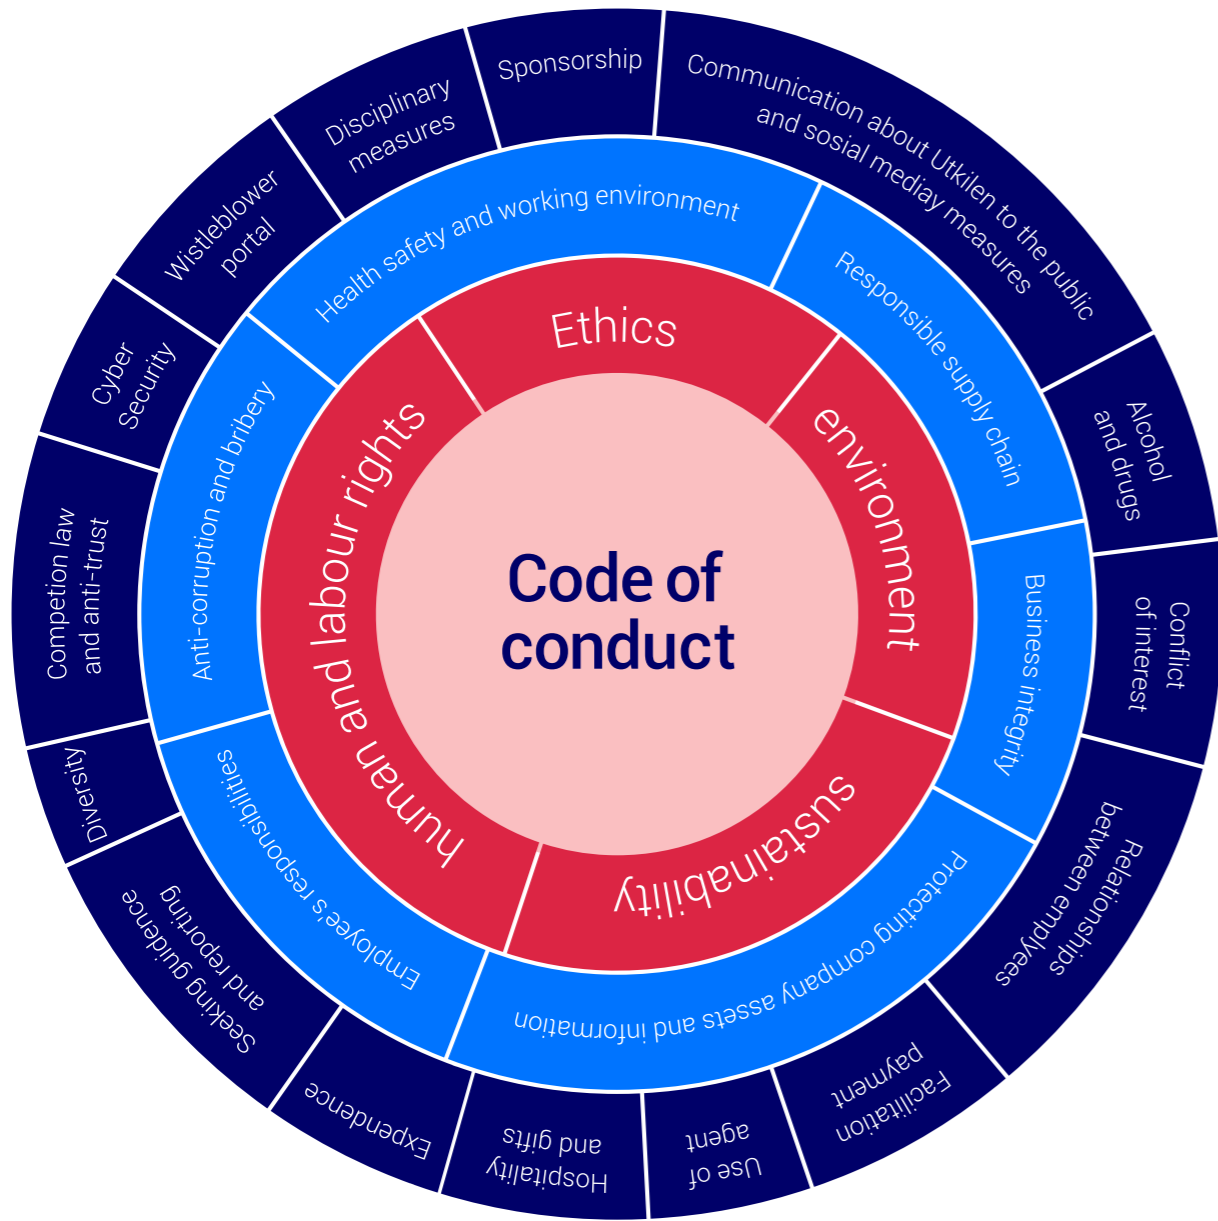 Code of
conduct
Ethics
environment
sustainability
human and labour rights
Health safety and working environment
Responsible supply chain
Business integrity
Protecting company assets and information
Employee's responsibilities
Anti-corruption and bribery
Sponsorship
Communication about Utkilen to the public
and sosial mediay measures
Alcohol
and drugs
Conflict
of interest
Relationships
between emplyees
Facilitation
payment
Use of
agent
Hospitality
and gifts
Expendence
Seeking guidence
and reporting
Diversity
Competion law
and anti-trust
Cyber
Security
Wistleblower
portal
Disciplinary
measures